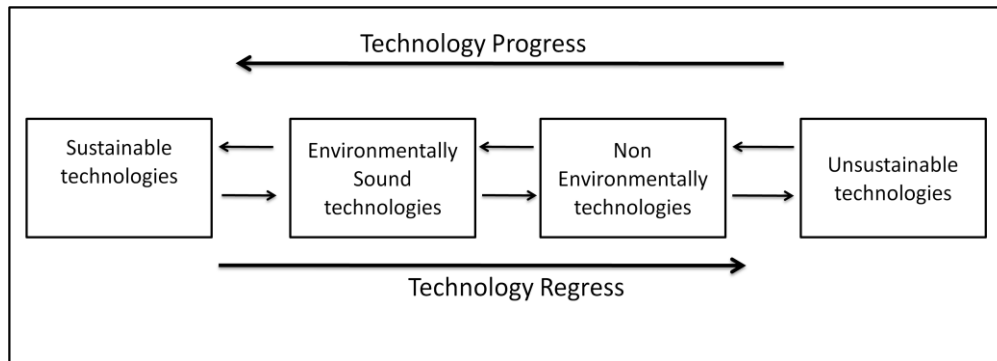 Technology Progress
Sustainable
technologies
Environmentally
Sound
technologies
Non
Environmentally
technologies
Unsustainable
technologies
Technology Regress